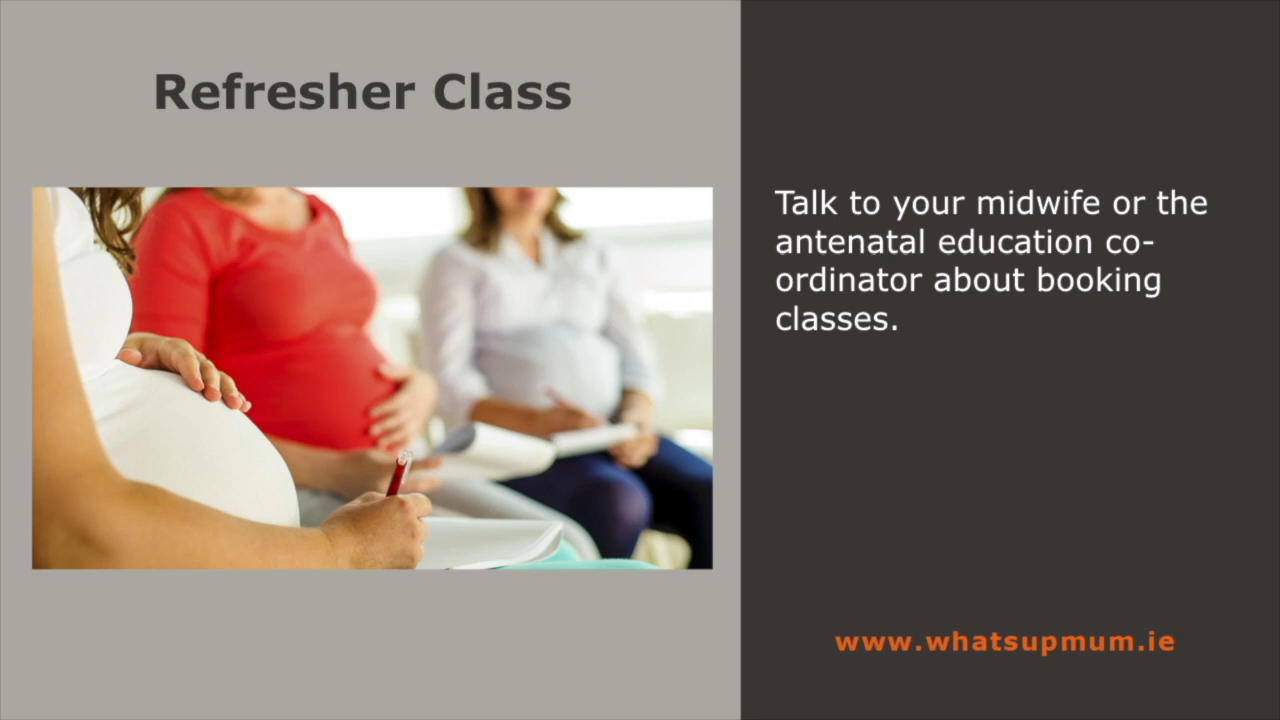 Refresher Class
Talk to your midwife or the
antenatal education co-
ordinator about booking
classes.
www.whatsupmum.ie